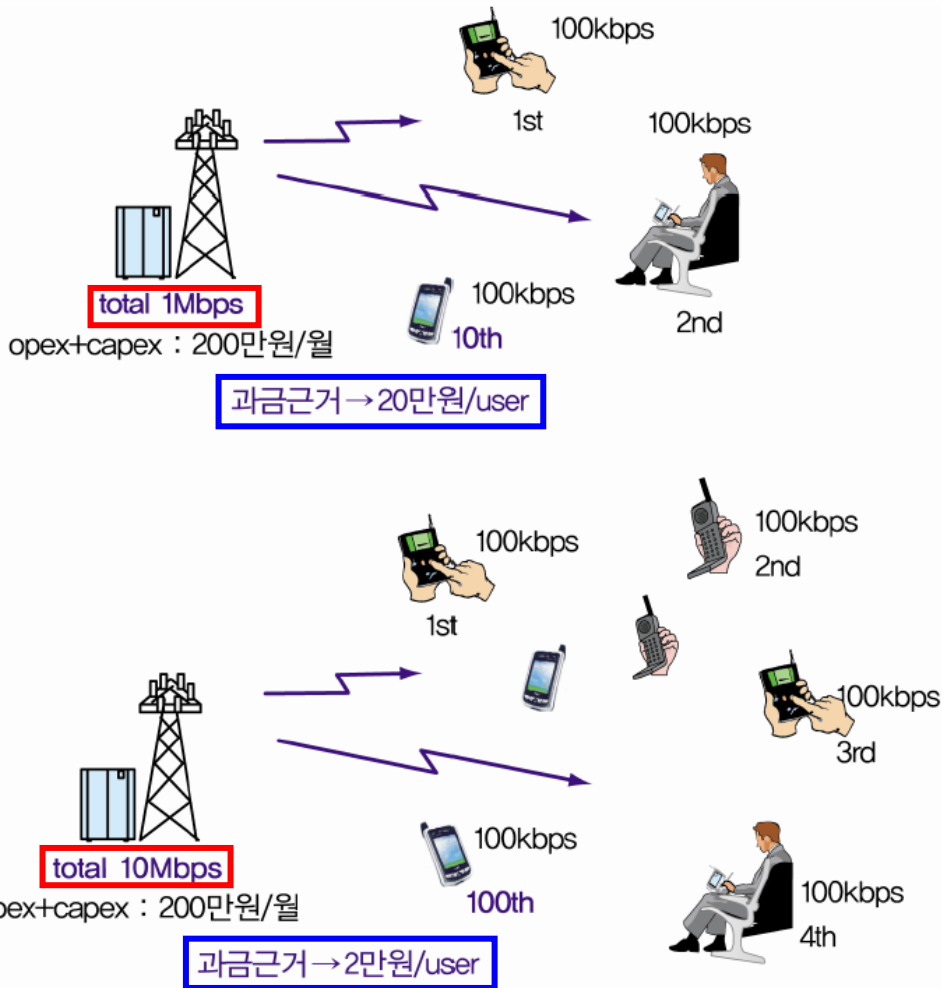 100kbps
1st
100kbps
2nd
100kbps
10th
total 1Mbps
opex+capex : 200만원/월
과금근거→20만원/user
100kbps
1st
100kbps
2nd
100kbps
3rd
100kbps
100th
100kbps
4th
total 10Mbps
pex+capex : 200만원/월
과금근거→2만원/user